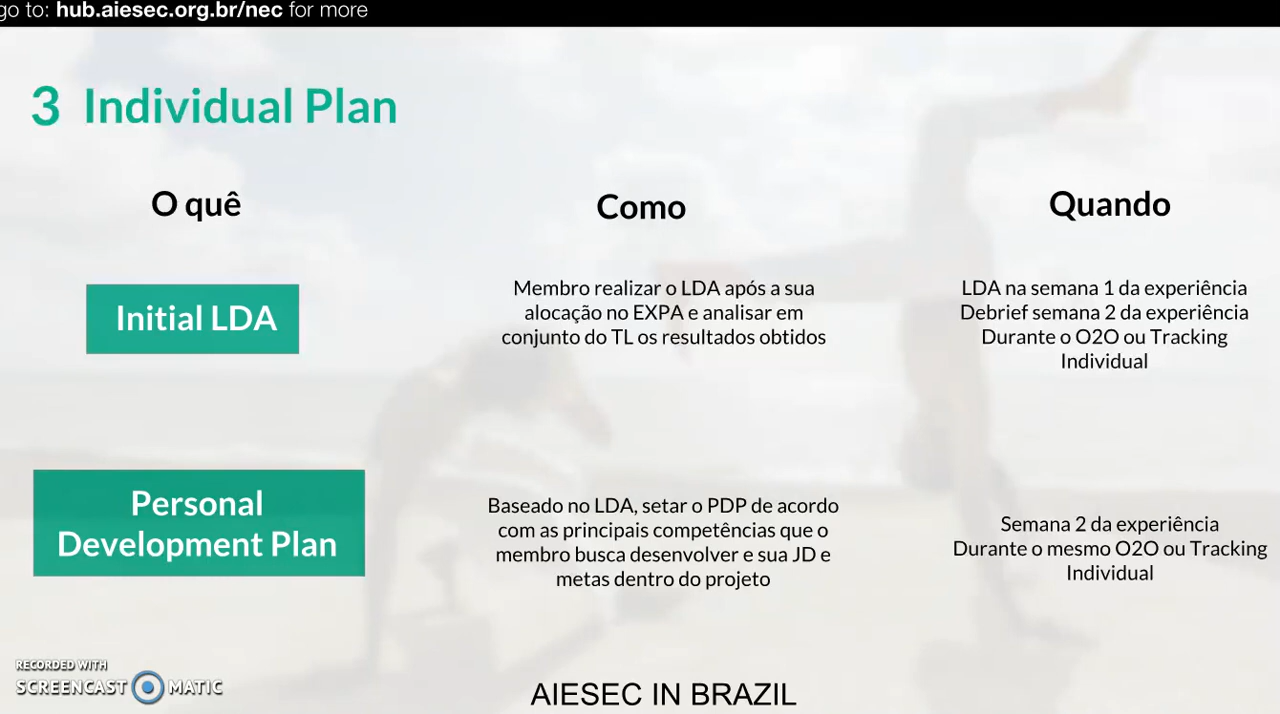 go to: hub.aiesec.org.br/nec for more
3 Individual Plan
O quê
Como
Quando
Initial LDA
Membro realizar o LDA após a sua
alocação no EXPA e analisar em
conjunto do TL os resultados obtidos
LDA na semana 1 da experiência
Debrief semana 2 da experiência
Durante o O2O ou Tracking
Individual
Personal
Development Plan
Baseado no LDA, setar o PDP de acordo
com as principais competências que o
membro busca desenvolver e sua JD e
metas dentro do projeto
Semana 2 da experiência
Durante o mesmo O2O ou Tracking
Individual
RECORDED WITH
SCREENCAST MATIC
AIESEC IN BRAZIL